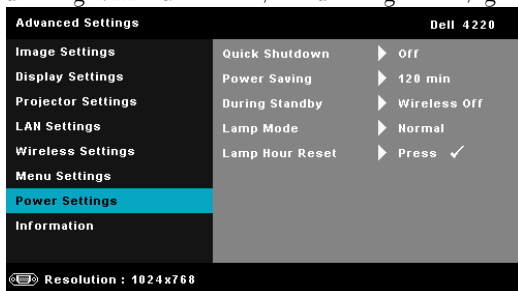 Advanced Settings Dell 4220
Image Settings Quick Shutdown Off
Display Settings Power Saving 120 min
Projector Settings During Standby Wireless Off
LAN Settings Lamp Mode Normal
Wireless Settings Lamp Hour Reset Press ✓
Menu Settings
Power Settings
Information
Resolution : 1024x768